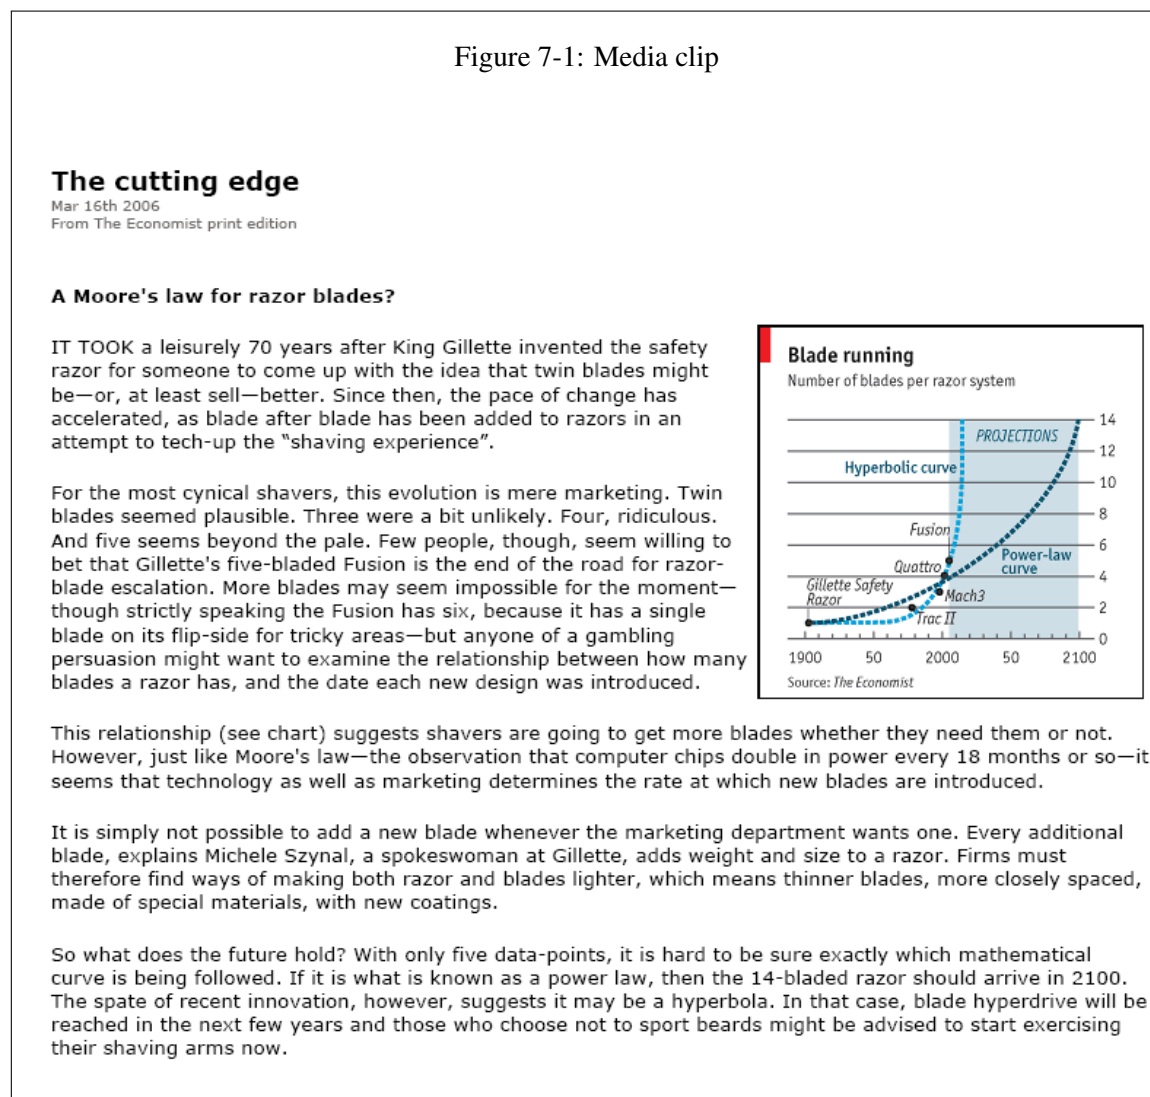 Figure 7-1: Media clip
The cutting edge
Mar 16th 2006
From The Economist print edition
A Moore's law for razor blades?
IT TOOK a leisurely 70 years after King Gillette invented the safety
razor for someone to come up with the idea that twin blades might
be—or, at least sell—better. Since then, the pace of change has
accelerated, as blade after blade has been added to razors in an
attempt to tech-up the “shaving experience”.
For the most cynical shavers, this evolution is mere marketing. Twin
blades seemed plausible. Three were a bit unlikely. Four, ridiculous.
And five seems beyond the pale. Few people, though, seem willing to
bet that Gillette's five-bladed Fusion is the end of the road for razor-
blade escalation. More blades may seem impossible for the moment—
though strictly speaking the Fusion has six, because it has a single
blade on its flip-side for tricky areas—but anyone of a gambling
persuasion might want to examine the relationship between how many
blades a razor has, and the date each new design was introduced.
Blade running
Number of blades per razor system
14
PROJECTIONS
12
Hyperbolic curve
10
8
Fusion
6
Power-law
curve
Quattro
4
Gillette Safety
Razor
Mach3
2
Trac II
0
1900 50 2000 50 2100
Source: The Economist
This relationship (see chart) suggests shavers are going to get more blades whether they need them or not.
However, just like Moore's law—the observation that computer chips double in power every 18 months or so—it
seems that technology as well as marketing determines the rate at which new blades are introduced.
It is simply not possible to add a new blade whenever the marketing department wants one. Every additional
blade, explains Michele Szynal, a spokeswoman at Gillette, adds weight and size to a razor. Firms must
therefore find ways of making both razor and blades lighter, which means thinner blades, more closely spaced,
made of special materials, with new coatings.
So what does the future hold? With only five data-points, it is hard to be sure exactly which mathematical
curve is being followed. If it is what is known as a power law, then the 14-bladed razor should arrive in 2100.
The spate of recent innovation, however, suggests it may be a hyperbola. In that case, blade hyperdrive will be
reached in the next few years and those who choose not to sport beards might be advised to start exercising
their shaving arms now.